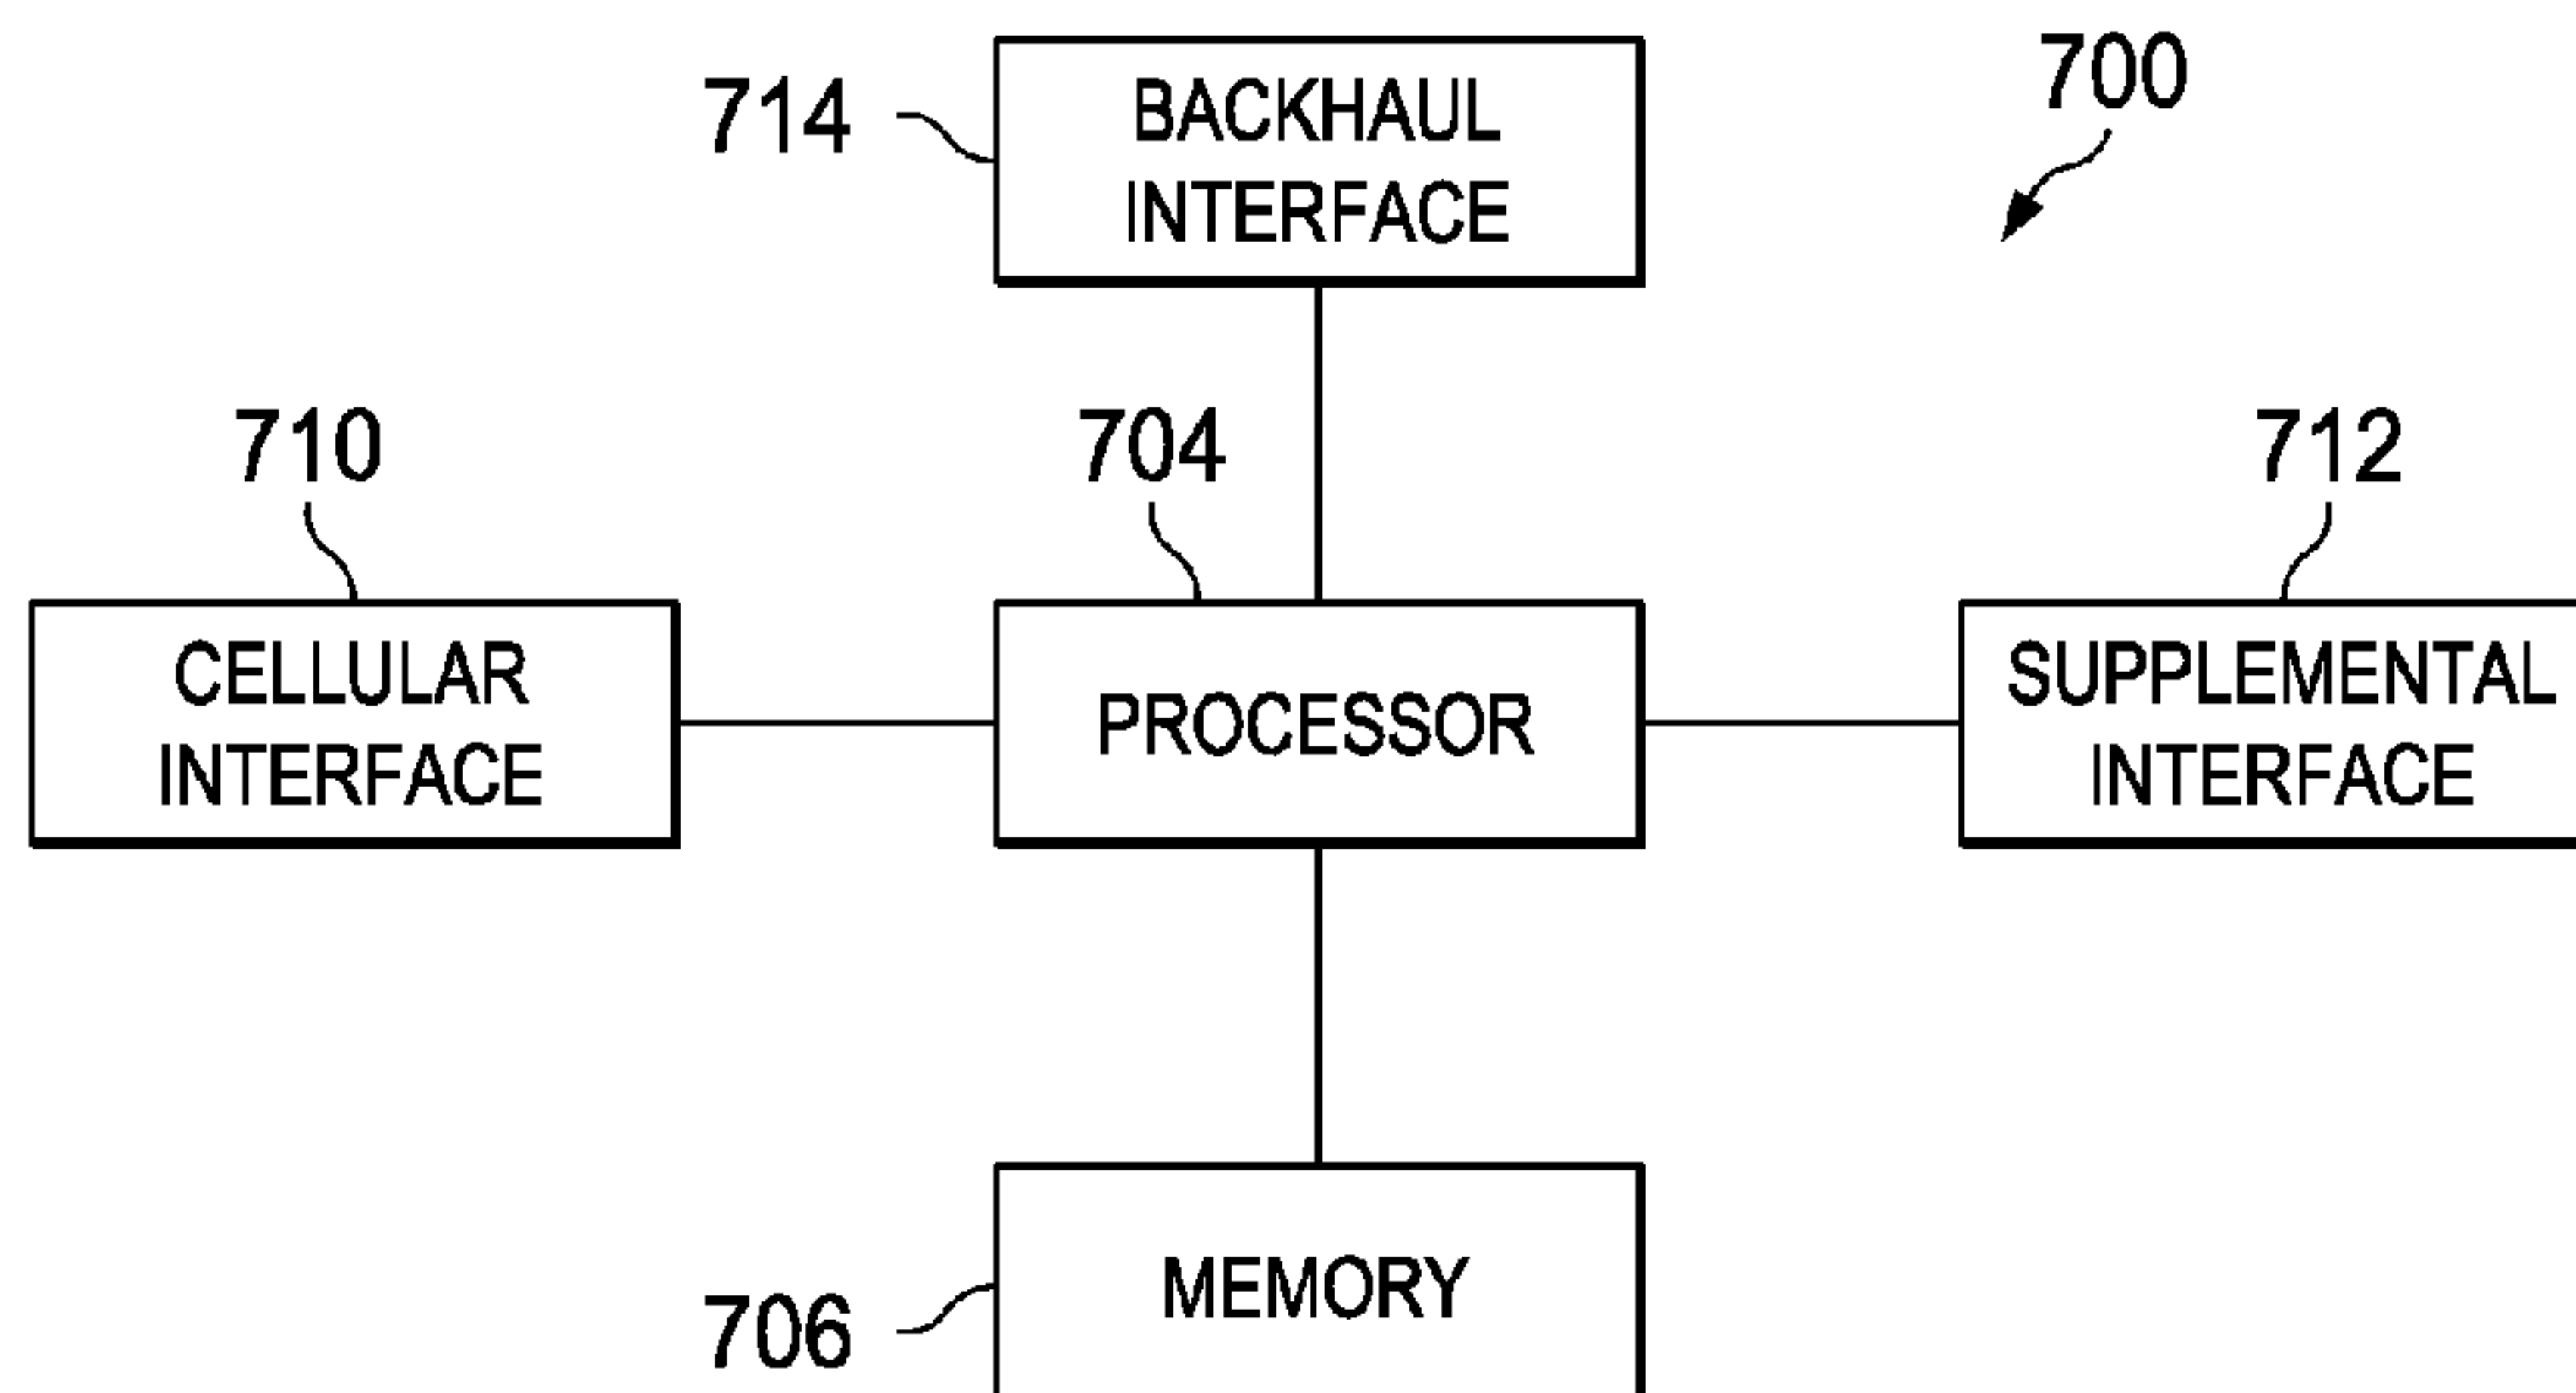 714
BACKHAUL
INTERFACE
700
710
704
712
CELLULAR
INTERFACE
PROCESSOR
SUPPLEMENTAL
INTERFACE
706
MEMORY